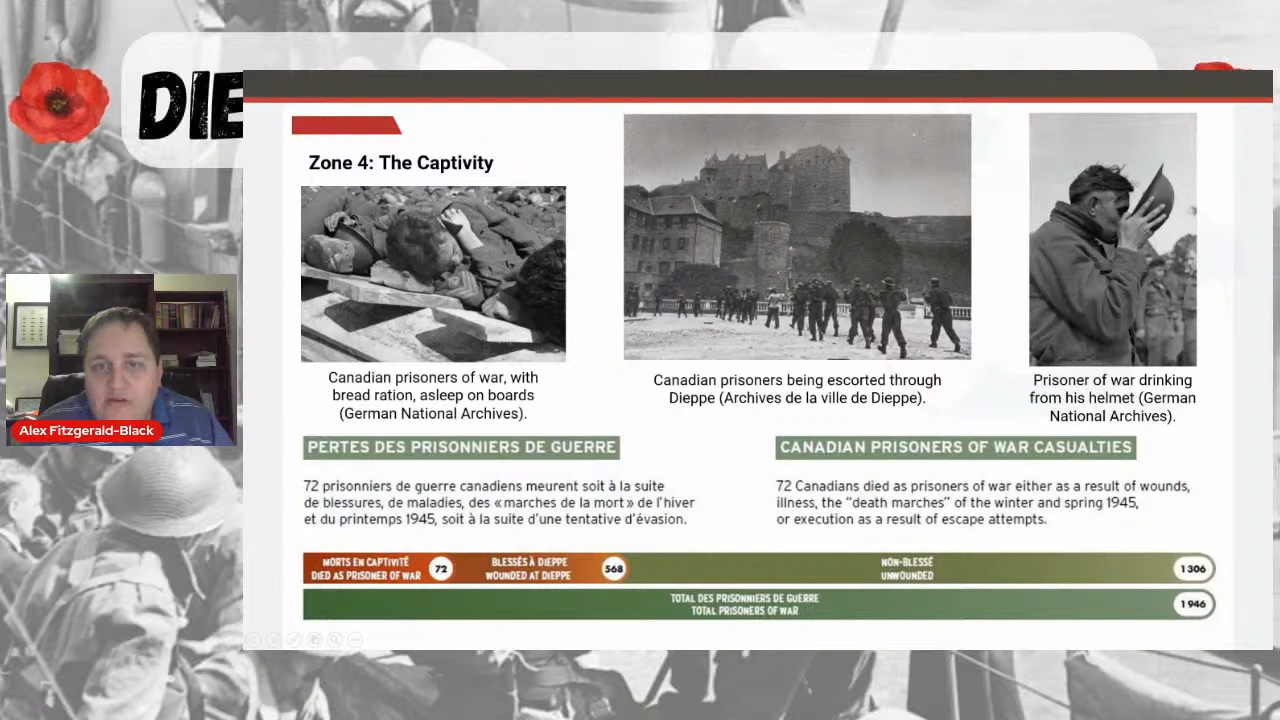 DIE
Zone 4: The Captivity
Canadian prisoners of war, with
bread ration, asleep on boards
(German National Archives).
Canadian prisoners being escorted through
Dieppe (Archives de la ville de Dieppe).
Prisoner of war drinking
from his helmet (German
National Archives).
Alex Fitzgerald-Black
PERTES DES PRISONNIERS DE GUERRE
72 prisonniers de guerre canadiens meurent soit à la suite
de blessures, de maladies, des «marches de la mort» de l'hiver
et du printemps 1945, soit à la suite d'une tentative d'évasion.
CANADIAN PRISONERS OF WAR CASUALTIES
72 Canadians died as prisoners of war either as a result of wounds,
illness, the “death marches” of the winter and spring 1945,
or execution as a result of escape attempts.
MORTS EN CAPTIVITÉ
DIED AS PRISONER OF WAR
72
BLESSÉS À DIEPPE
WOUNDED AT DIEPPE
568
NON-BLESSÉ
UNWOUNDED
1 306
TOTAL DES PRISONNIERS DE GUERRE
TOTAL PRISONERS OF WAR
1 946